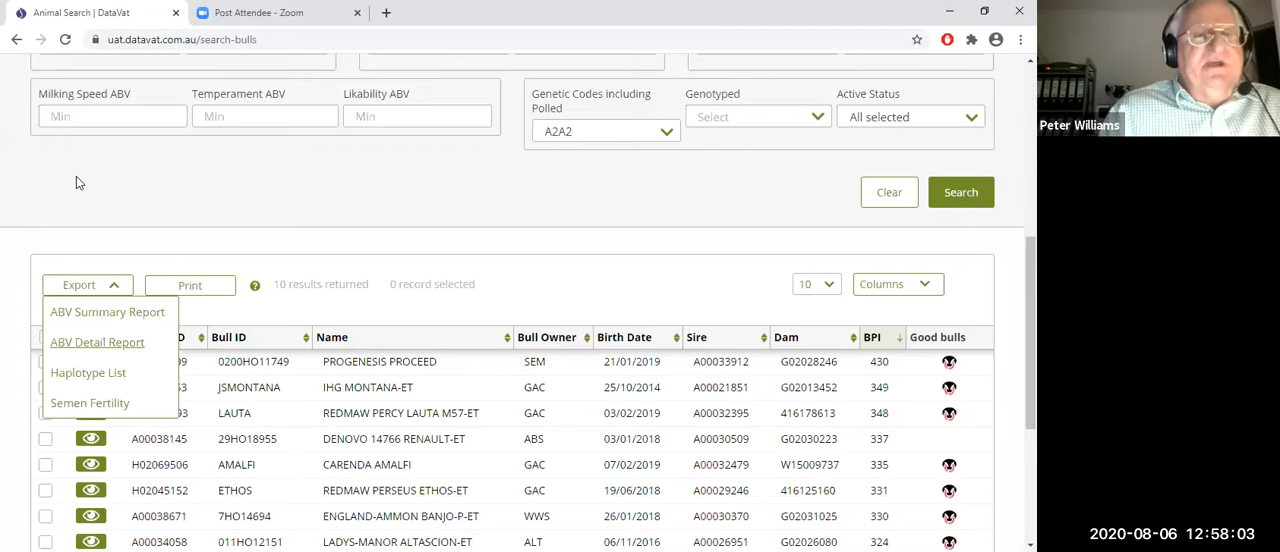 Animal Search | DataVat
Post Attendee - Zoom
uat.datavat.com.au/search-bulls
Milking Speed ABV Temperament ABV Likability ABV Genetic Codes including Polled Genotyped Active Status
Min Min Min A2A2 Select All selected
Clear Search
Export Print ? 10 results returned 0 record selected 10 Columns
ABV Summary Report
ABV Detail Report
Haplotype List
Semen Fertility
D Bull ID Name Bull Owner Birth Date Sire Dam BPI Good bulls
9 0200HO11749 PROGENESIS PROCEED SEM 21/01/2019 A00033912 G02028246 430
53 JSMONTANA IHG MONTANA-ET GAC 25/10/2014 A00021851 G02013452 349
93 LAUTA REDMAW PERCY LAUTA M57-ET GAC 03/02/2019 A00032395 416178613 348
A00038145 29HO18955 DENOVO 14766 RENAULT-ET ABS 03/01/2018 A00030509 G02030223 337
H02069506 AMALFI CARENDA AMALFI GAC 07/02/2019 A00032479 W15009737 335
H02045152 ETHOS REDMAW PERSEUS ETHOS-ET GAC 19/06/2018 A00029246 416125160 331
A00038671 7HO14694 ENGLAND-AMMON BANJO-P-ET WWS 26/01/2018 A00030370 G02031025 330
A00034058 011HO12151 LADYS-MANOR ALTASCION-ET ALT 06/11/2016 A00026951 G02026080 324
Peter Williams
2020-08-06 12:58:03